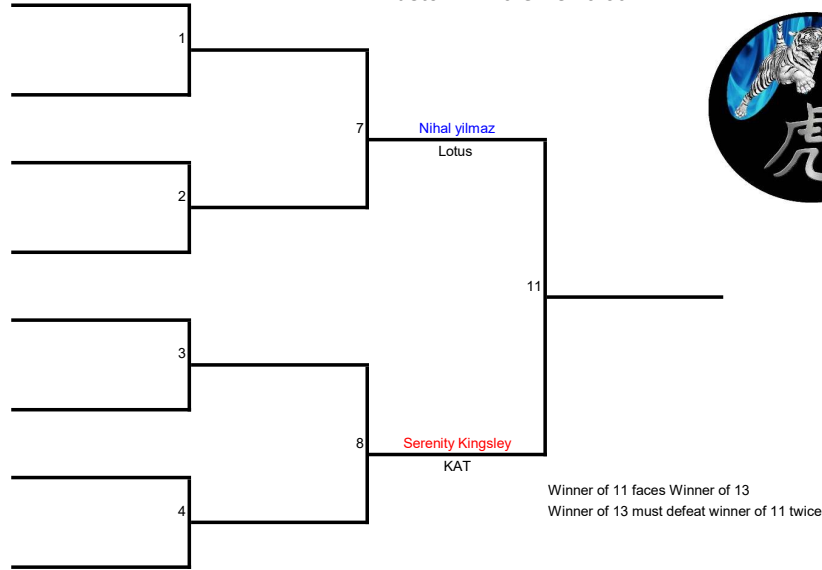 1
7
Nihal yilmaz
Lotus
2
11
3
8
Serenity Kingsley
KAT
Winner of 11 faces Winner of 13
4
Winner of 13 must defeat winner of 11 twice
虎